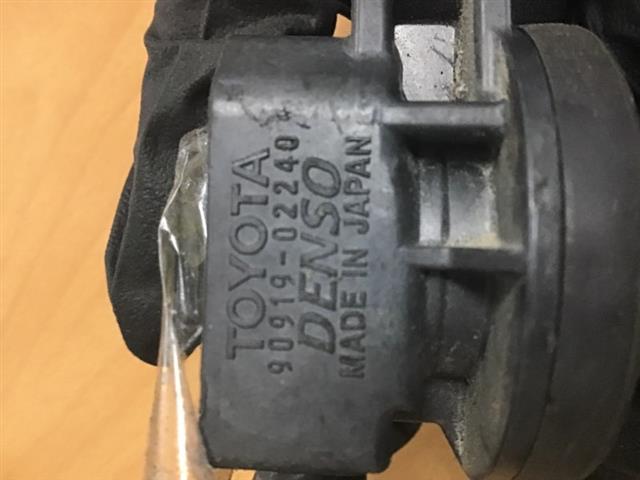 TOYOTA
90919-02240
DENSO
MADE IN JAPAN